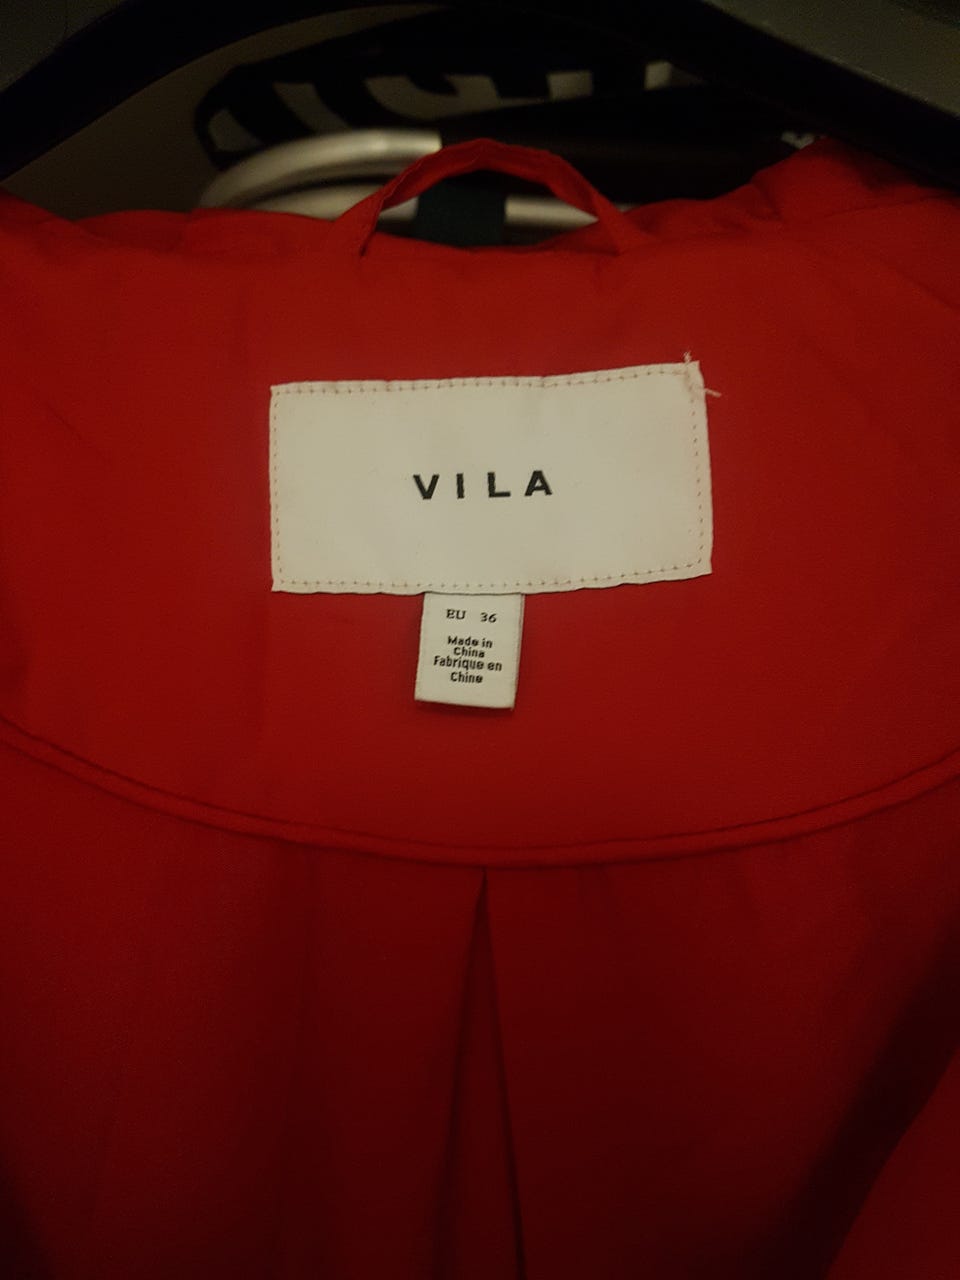 VILA
EU 36
Made in
China
Fabrique en
Chine